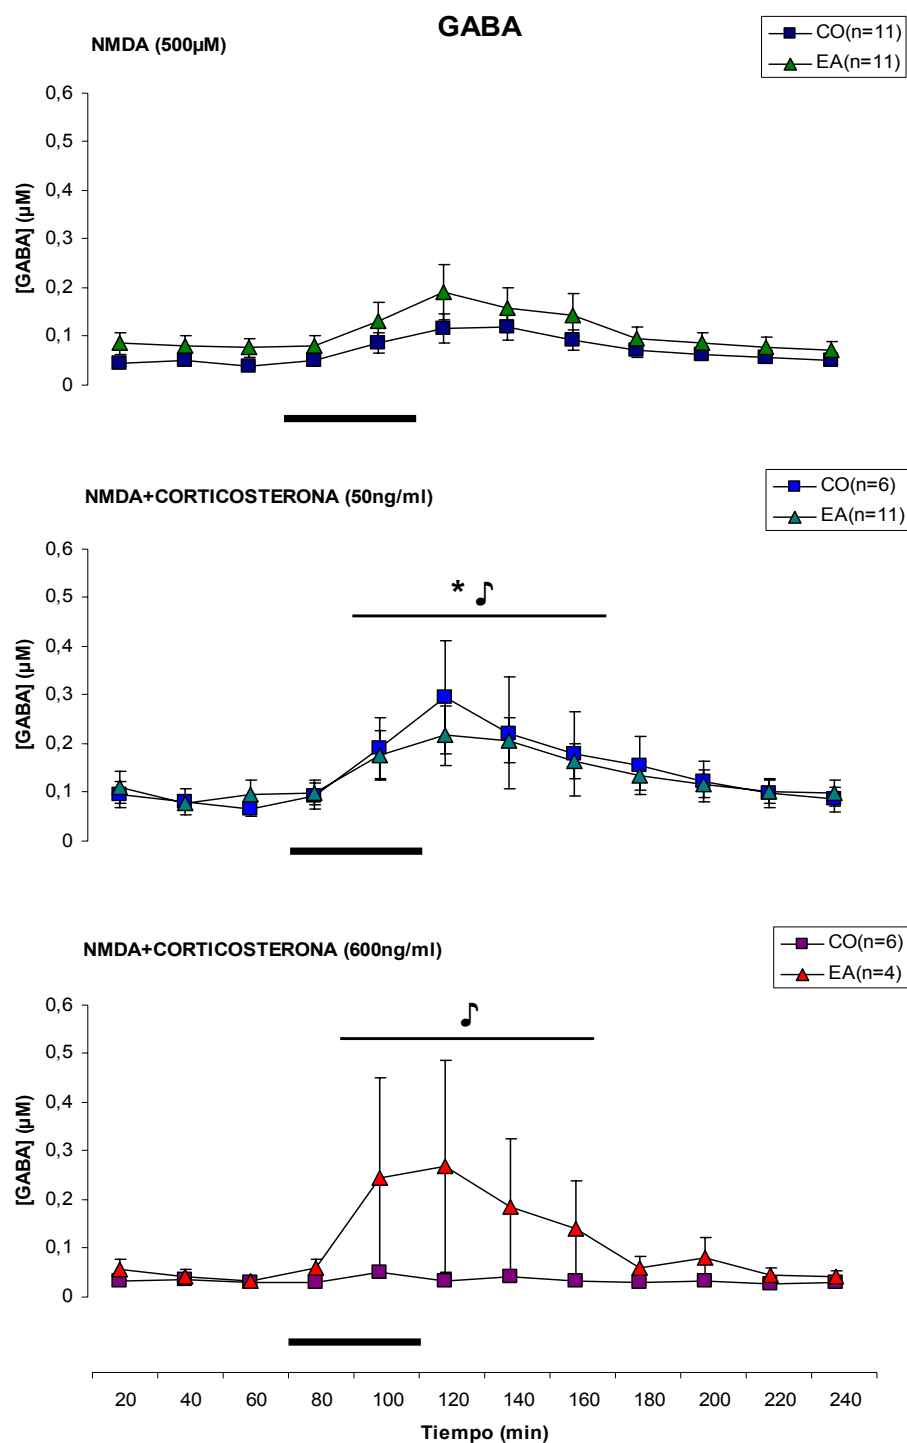 GABA
NMDA (500µM)
CO(n=11)
EA(n=11)
0,6
0,5
0,4
0,3
0,2
0,1
0
[GABA] (µM)
NMDA+CORTICOSTERONA (50ng/ml)
CO(n=6)
EA(n=11)
* ♪
0,6
0,5
0,4
0,3
0,2
0,1
0
[GABA] (µM)
NMDA+CORTICOSTERONA (600ng/ml)
CO(n=6)
EA(n=4)
♪
0,6
0,5
0,4
0,3
0,2
0,1
0
[GABA] (µM)
20 40 60 80 100 120 140 160 180 200 220 240
Tiempo (min)